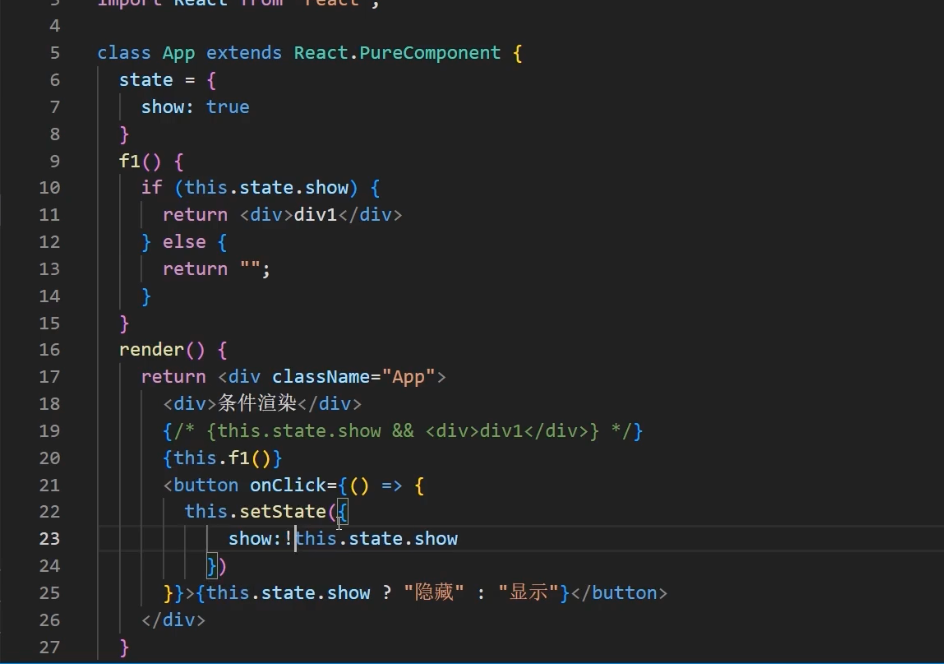 3 import React from 'react';
4
5 class App extends React.PureComponent {
6 state = {
7 show: true
8 }
9 f1() {
10 if (this.state.show) {
11 return <div>div1</div>
12 } else {
13 return "";
14 }
15 }
16 render() {
17 return <div className="App">
18 <div>条件渲染</div>
19 {/* {this.state.show && <div>div1</div>} */}
20 {this.f1()}
21 <button onClick={() => {
22 this.setState({
23 show:!this.state.show
24 })
25 }}>{this.state.show ? "隐藏" : "显示"}</button>
26 </div>
27 }